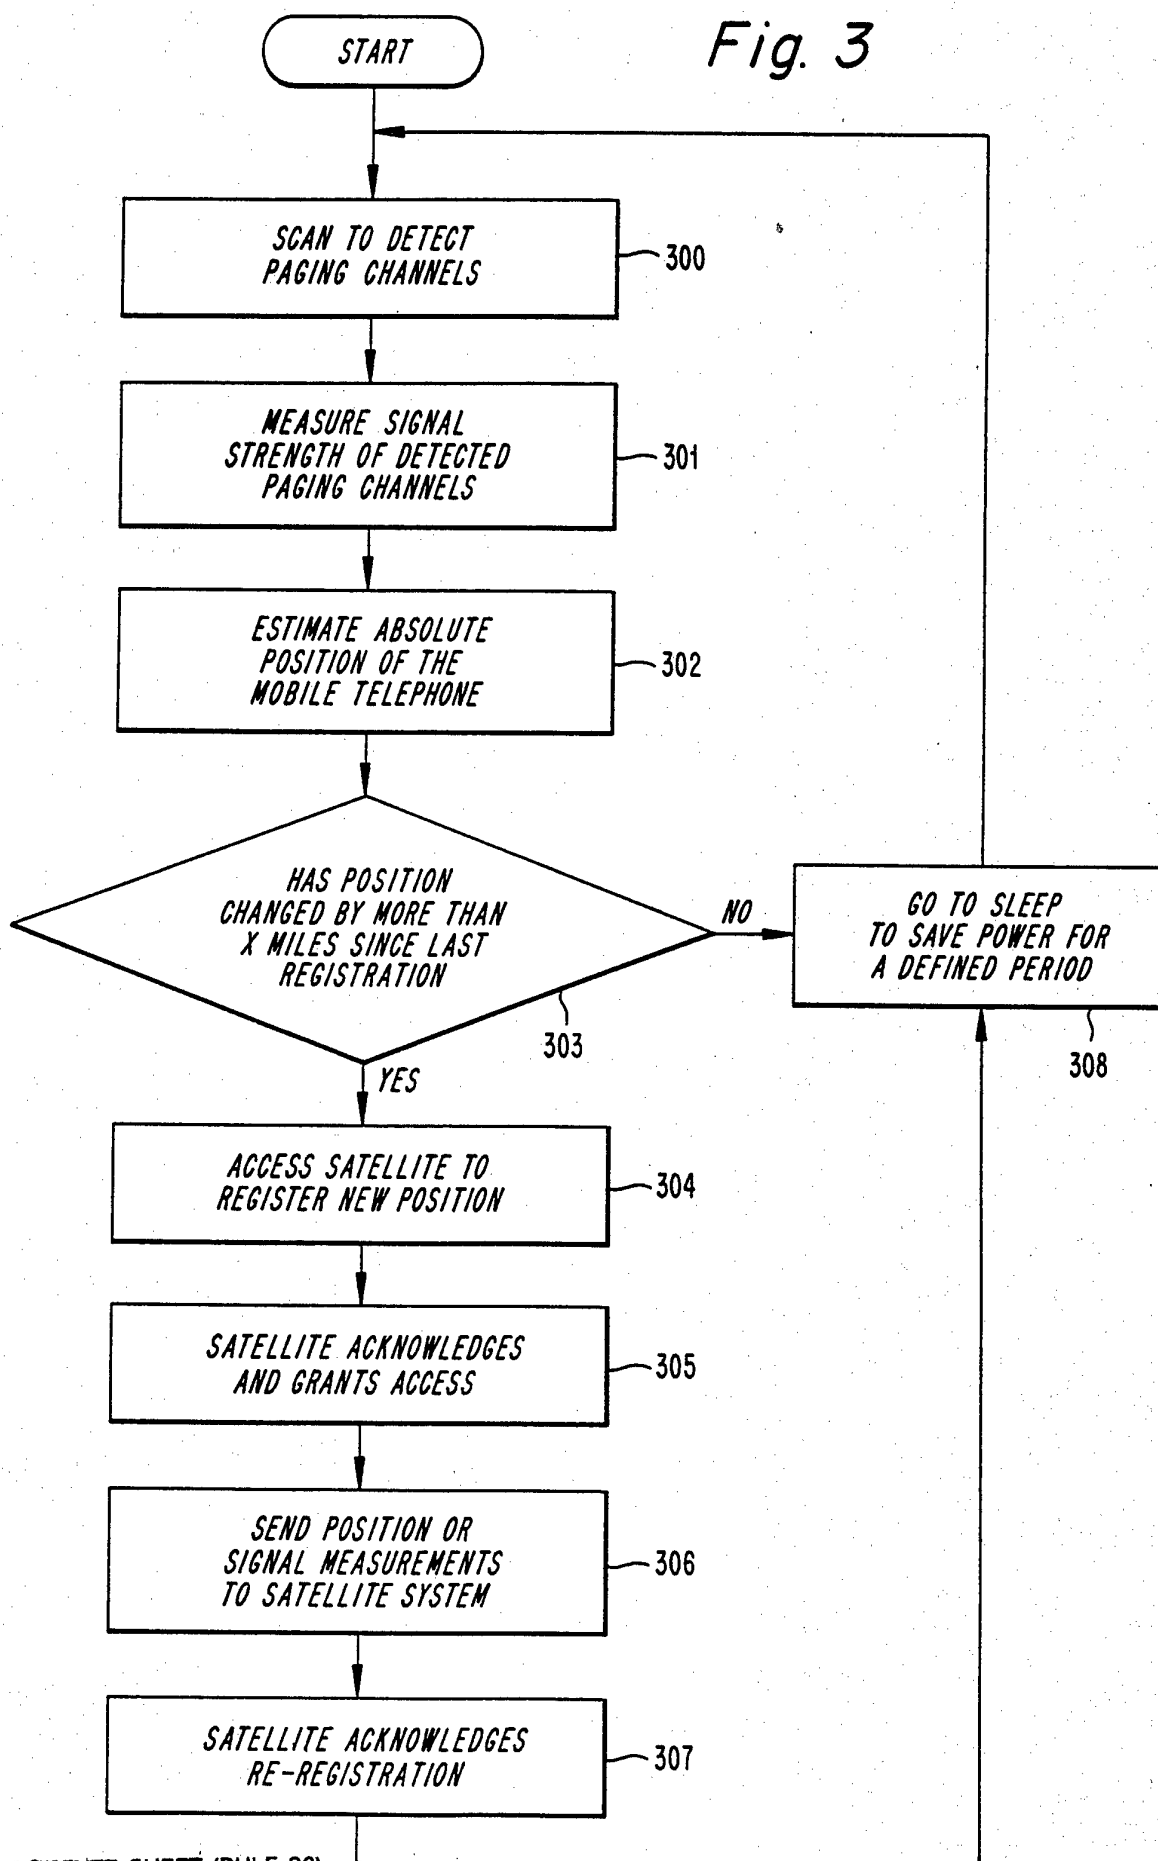 Fig. 3
START
SCAN TO DETECT
PAGING CHANNELS
300
MEASURE SIGNAL
STRENGTH OF DETECTED
PAGING CHANNELS
301
ESTIMATE ABSOLUTE
POSITION OF THE
MOBILE TELEPHONE
302
HAS POSITION
CHANGED BY MORE THAN
X MILES SINCE LAST
REGISTRATION
303
NO
GO TO SLEEP
TO SAVE POWER FOR
A DEFINED PERIOD
308
YES
ACCESS SATELLITE TO
REGISTER NEW POSITION
304
SATELLITE ACKNOWLEDGES
AND GRANTS ACCESS
305
SEND POSITION OR
SIGNAL MEASUREMENTS
TO SATELLITE SYSTEM
306
SATELLITE ACKNOWLEDGES
RE-REGISTRATION
307